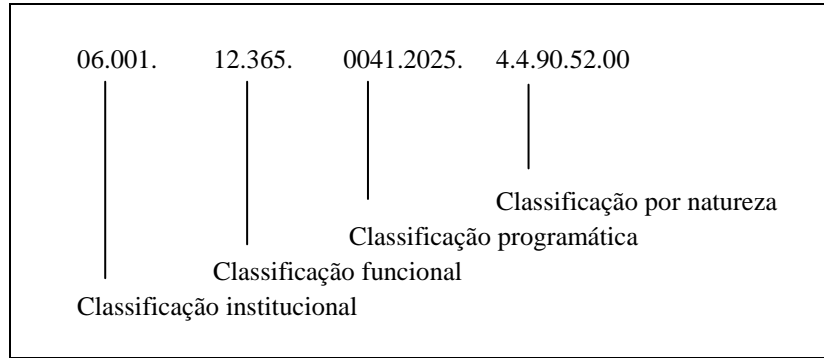 06.001. 12.365. 0041.2025. 4.4.90.52.00
Classificação por natureza
Classificação programática
Classificação funcional
Classificação institucional